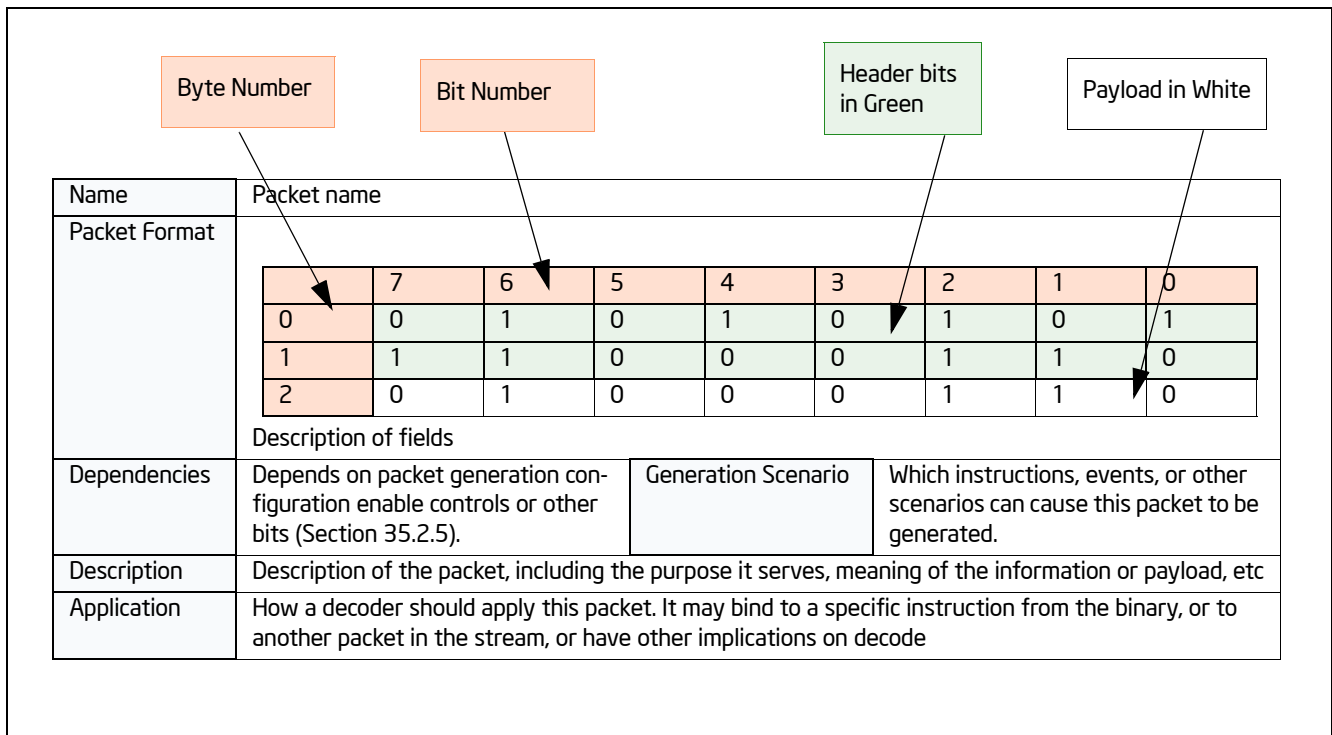 Byte Number
Bit Number
Header bits
in Green
Payload in White
Name Packet name
Packet Format
7 6 5 4 3 2 1 0
0 0 1 0 1 0 1 0 1
1 1 1 0 0 0 1 1 0
2 0 1 0 0 0 1 1 0
Description of fields
Dependencies
Depends on packet generation con-
figuration enable controls or other
bits (Section 35.2.5).
Generation Scenario
Which instructions, events, or other
scenarios can cause this packet to be
generated.
Description Description of the packet, including the purpose it serves, meaning of the information or payload, etc
Application How a decoder should apply this packet. It may bind to a specific instruction from the binary, or to
another packet in the stream, or have other implications on decode